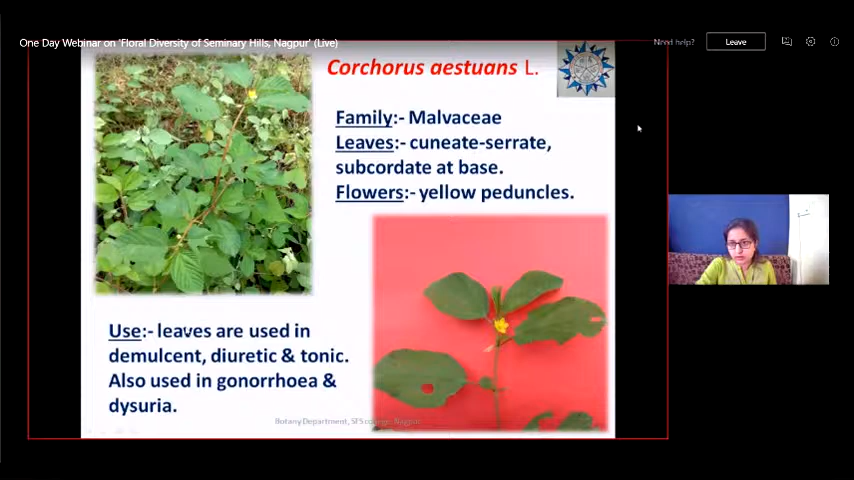 One Day Webinar on 'Floral Diversity of Seminary Hills, Nagpur' (Live)
Need help?
Leave
Corchorus aestuans L.
Family:- Malvaceae
Leaves:- cuneate-serrate,
subcordate at base.
Flowers:- yellow peduncles.
Use:- leaves are used in
demulcent, diuretic & tonic.
Also used in gonorrhoea &
dysuria.
Botany Department, SFS college, Nagpur